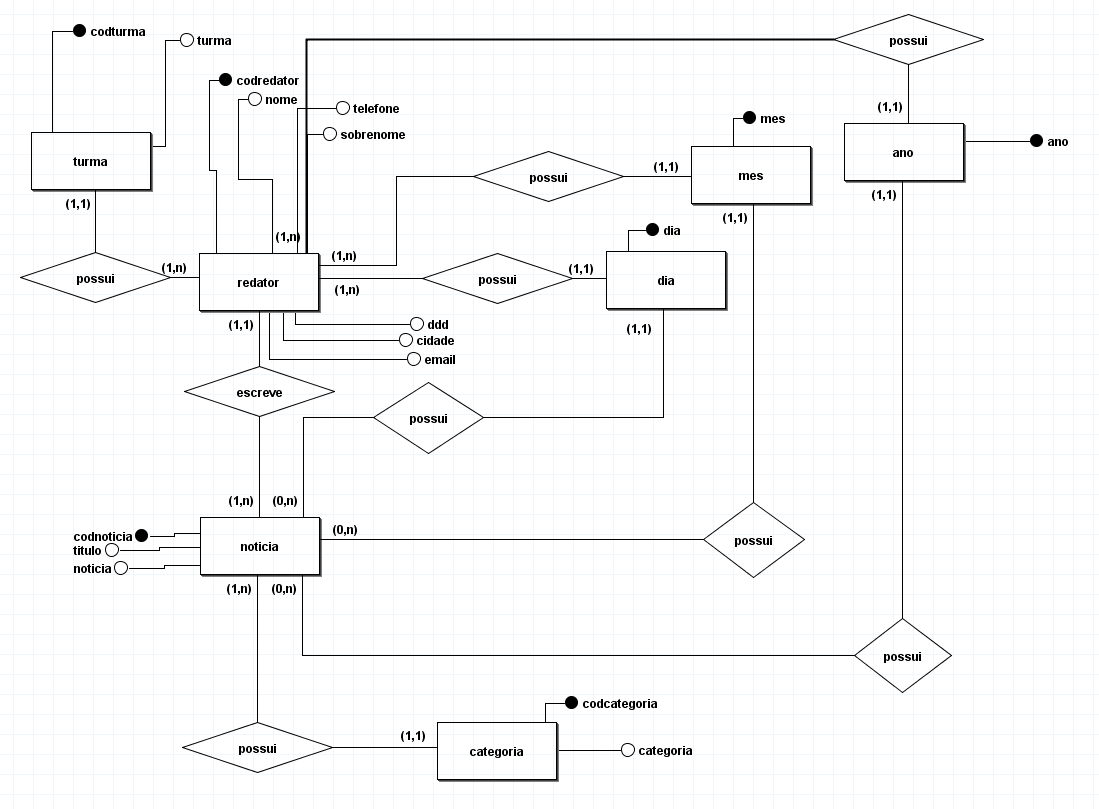 codturma
turma
possui
codredator
nome
telefone
sobrenome
(1,1)
mes
ano
turma
ano
possui
(1,1)
mes
(1,1)
(1,1)
(1,1)
dia
(1,n)
(1,n)
possui
(1,n)
redator
possui
(1,1)
dia
(1,n)
(1,1)
ddd
(1,1)
cidade
email
escreve
possui
(1,n)
(0,n)
codnoticia
titulo
noticia
noticia
(0,n)
possui
(1,n)
(0,n)
possui
codcategoria
possui
(1,1)
categoria
categoria